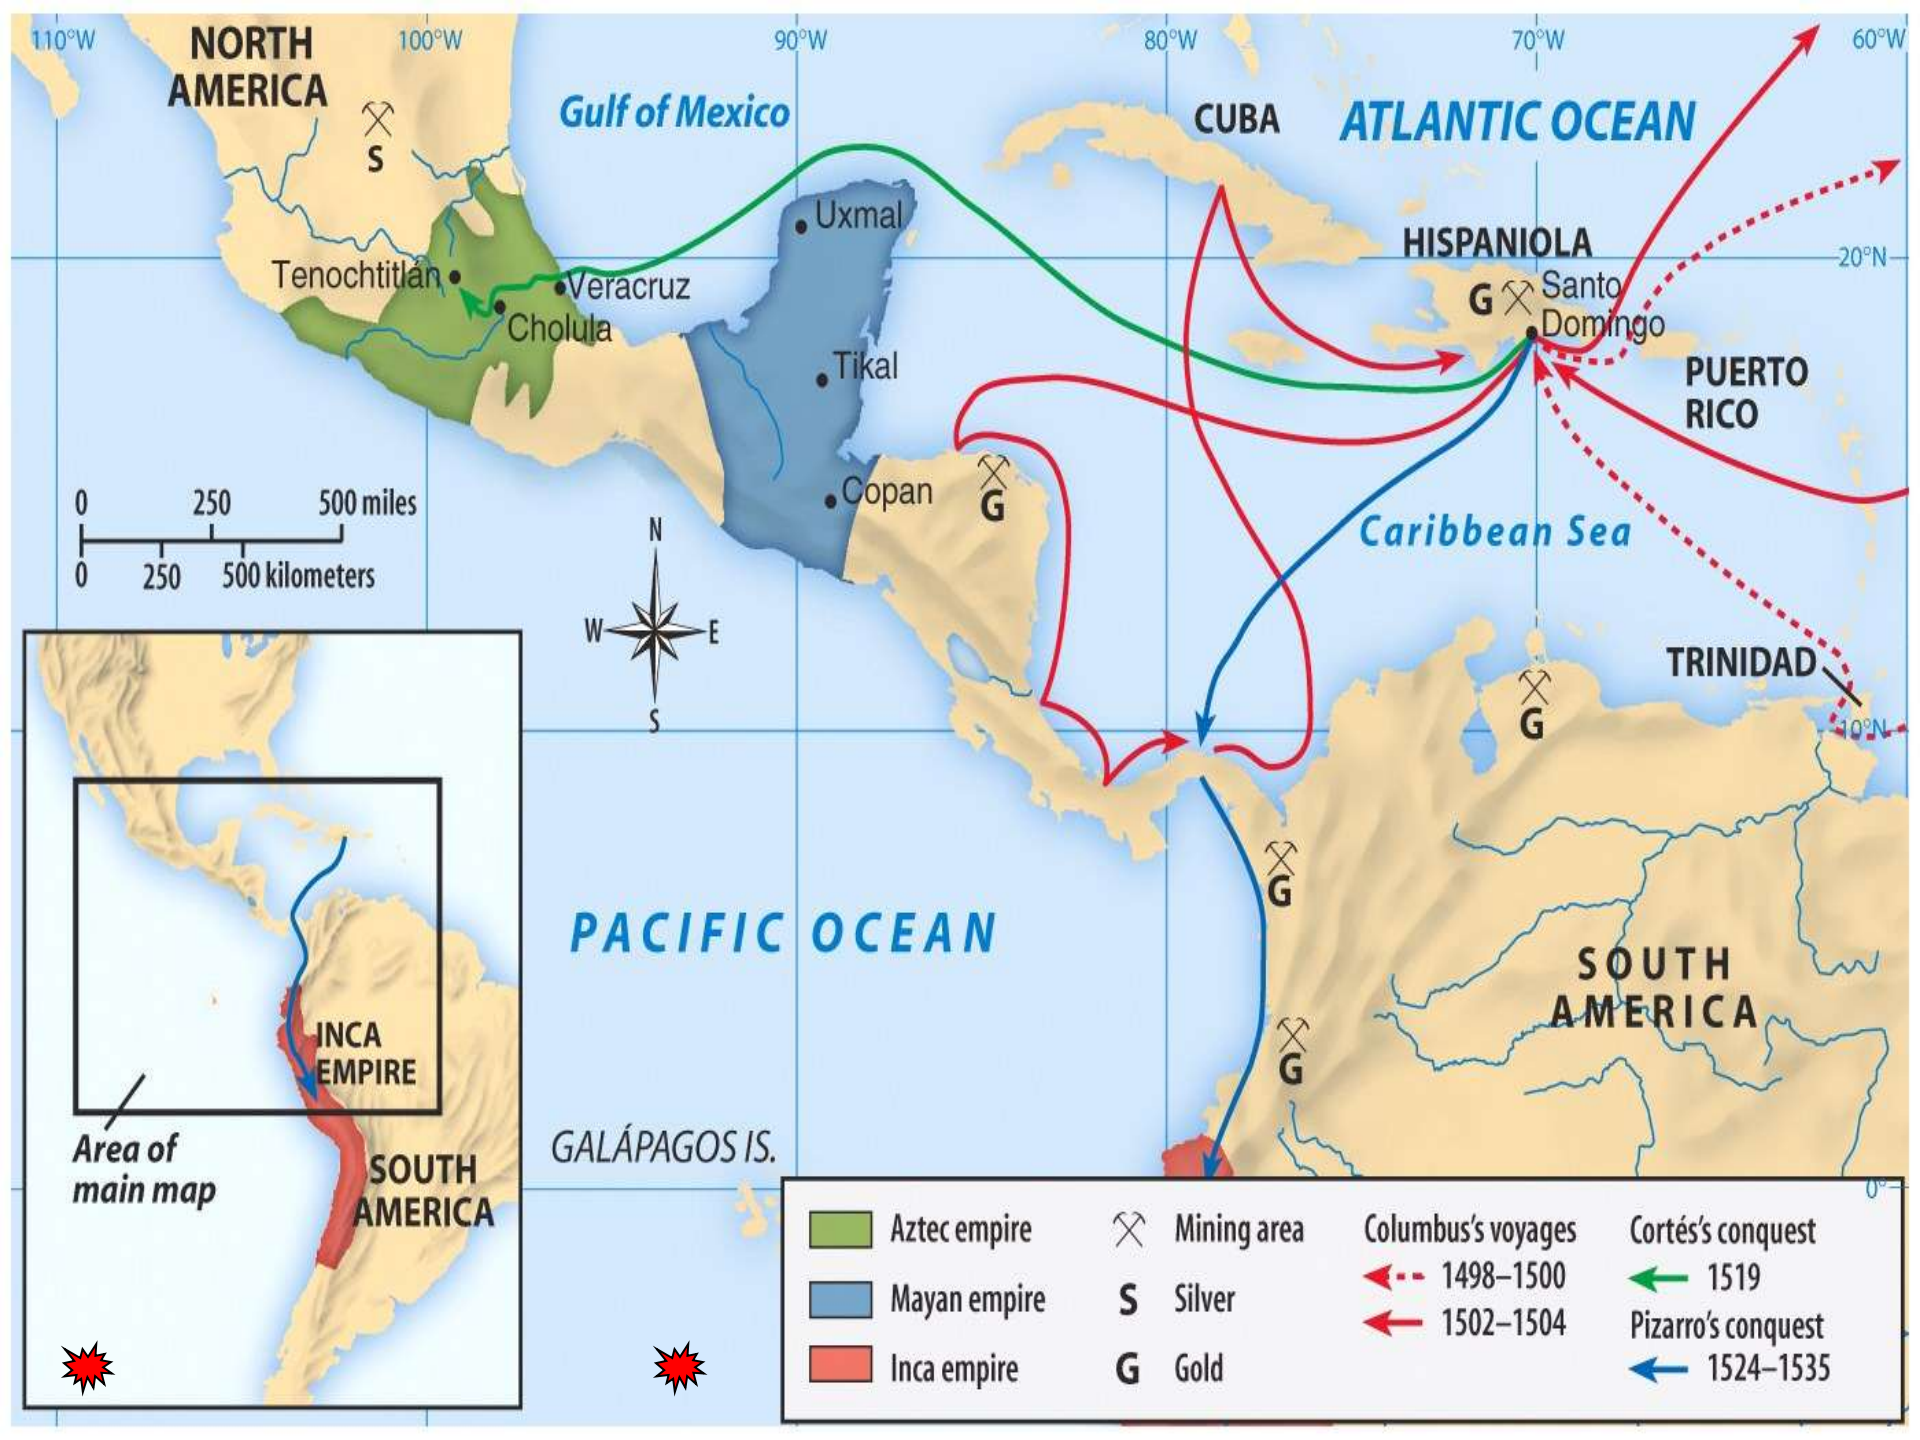 110°W
100°W
90°W
80°W
70°W
60°W
NORTH
AMERICA
S
Gulf of Mexico
CUBA
ATLANTIC OCEAN
Uxmal
HISPANIOLA
20°N
Tenochtitlán
Veracruz
Cholula
G
Santo
Domingo
Tikal
PUERTO
RICO
Copan
G
0 250 500 miles
0 250 500 kilometers
N
W E
S
Caribbean Sea
TRINIDAD
G
10°N
G
PACIFIC OCEAN
SOUTH
AMERICA
G
INCA
EMPIRE
Area of
main map
SOUTH
AMERICA
GALÁPAGOS IS.
0°
Aztec empire
Mayan empire
Inca empire
Mining area
S Silver
G Gold
Columbus's voyages
1498–1500
1502–1504
Cortés's conquest
1519
Pizarro's conquest
1524–1535